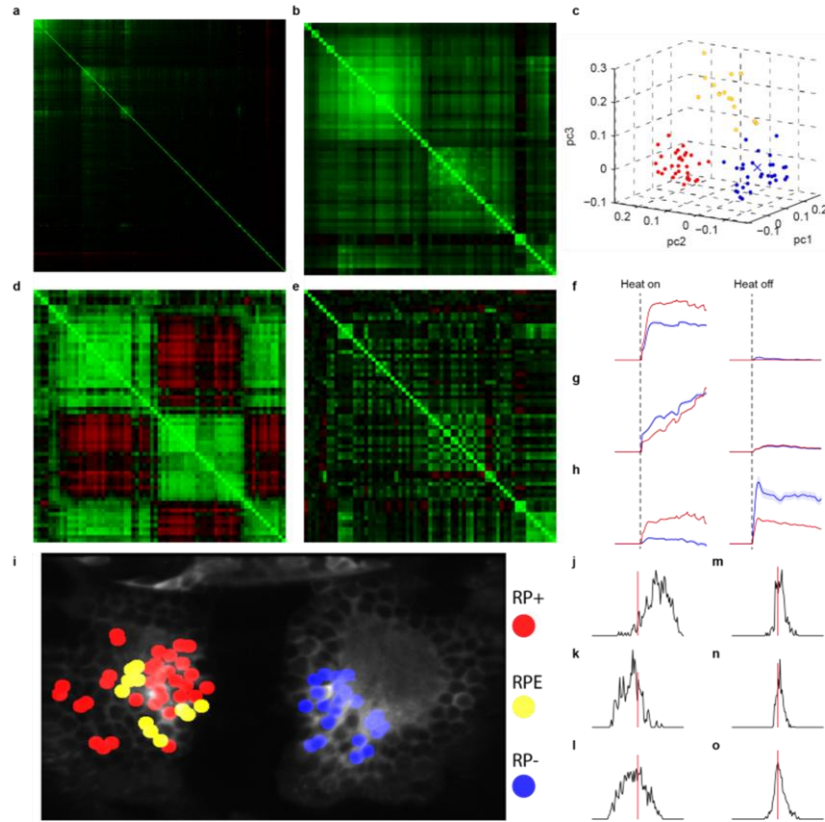 a
b
c
0.3
0.2
0.1
0
−0.1
pc3
0.2
0.1
0
−0.1
pc2
−0.1
0
0.1
0.2
pc1
d
e
f
Heat on
Heat off
g
h
i
RP+
RPE
RP-
j
m
k
n
l
o